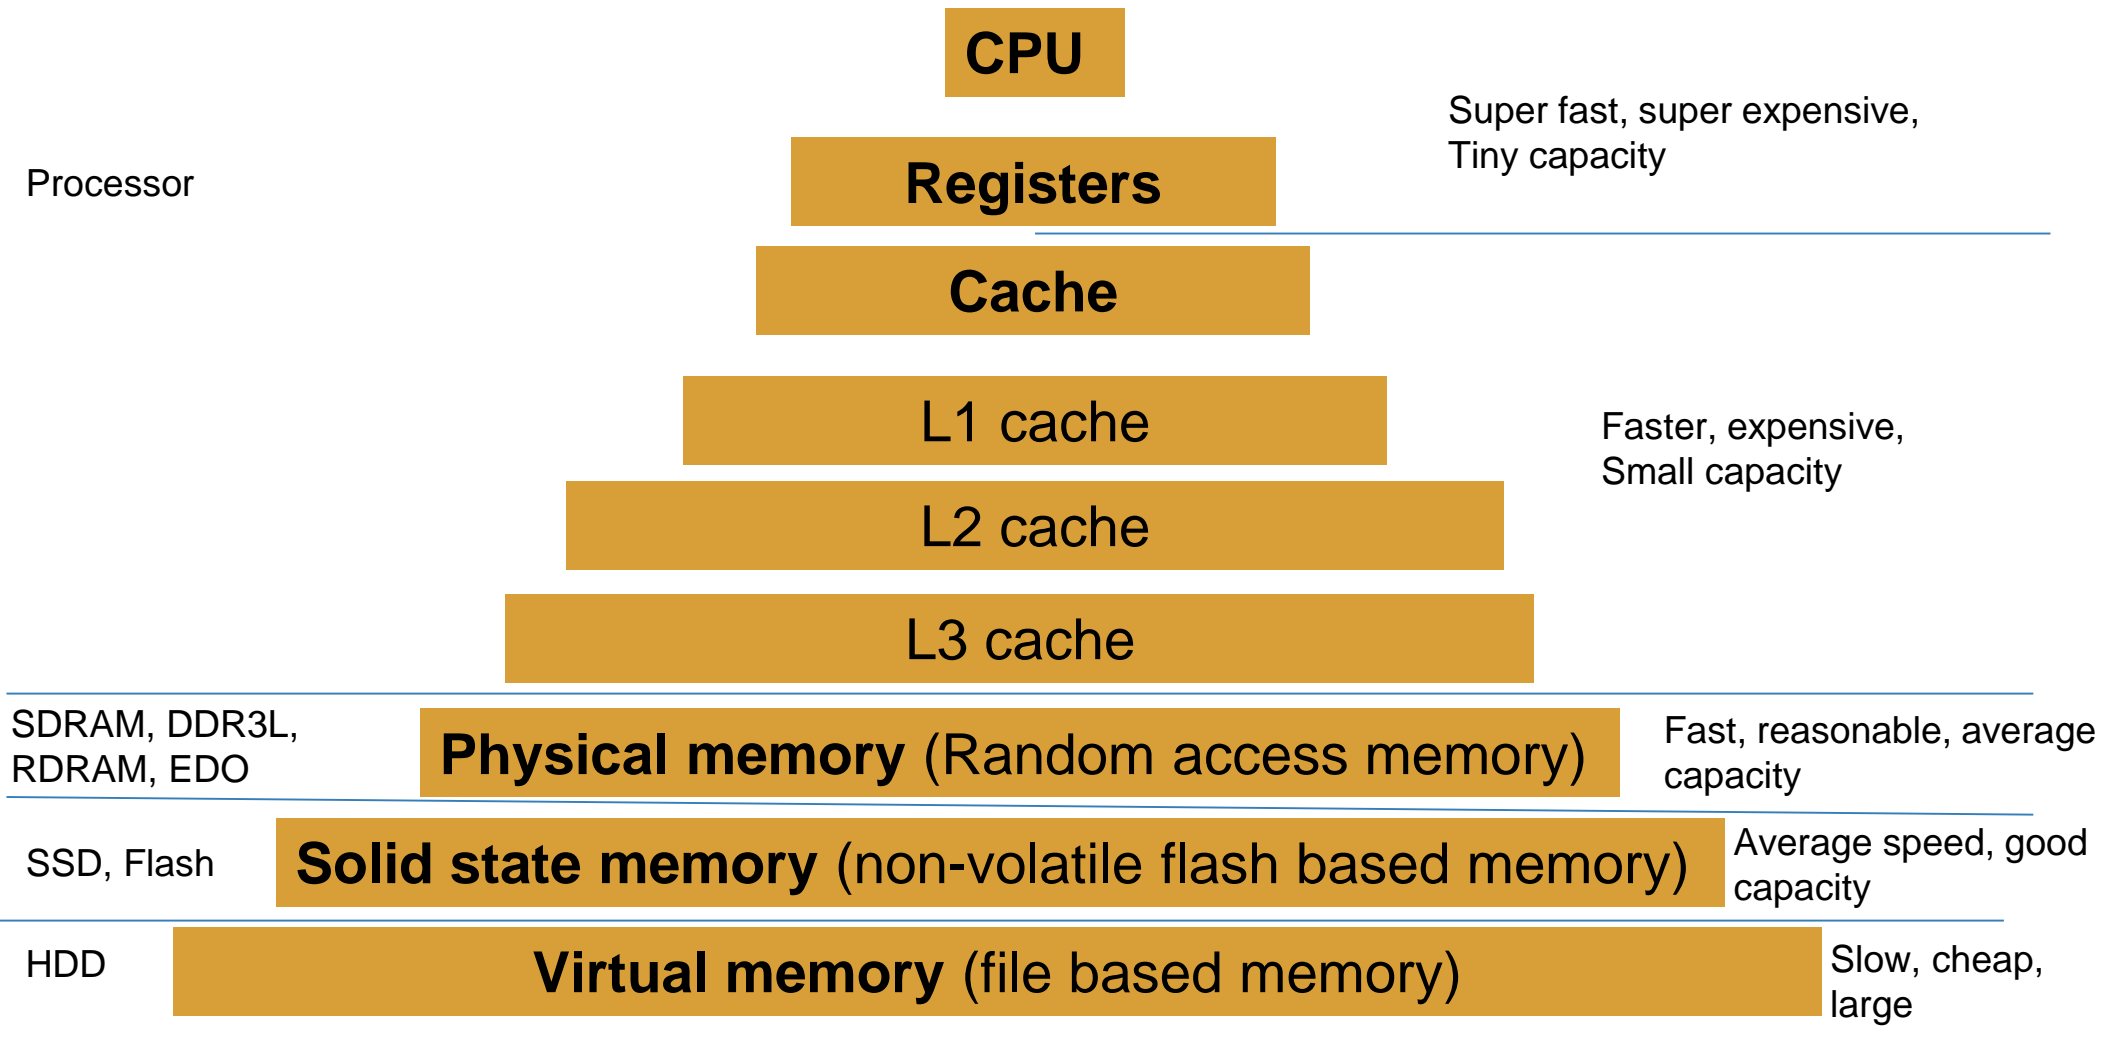 CPU
Super fast, super expensive,
Tiny capacity
Processor
Registers
Cache
L1 cache
Faster, expensive,
Small capacity
L2 cache
L3 cache
SDRAM, DDR3L,
RDRAM, EDO
Physical memory (Random access memory)
Fast, reasonable, average
capacity
SSD, Flash
Solid state memory (non-volatile flash based memory)
Average speed, good
capacity
HDD
Virtual memory (file based memory)
Slow, cheap,
large